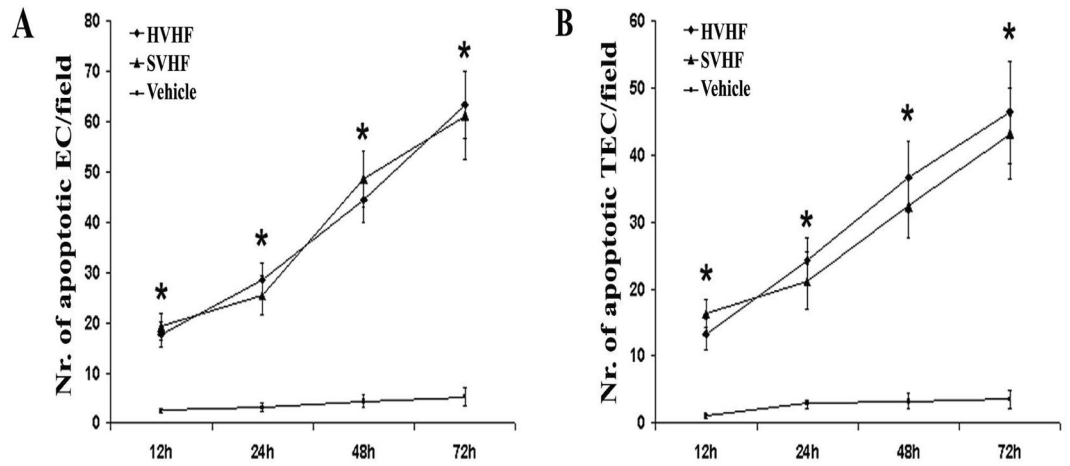 A
Nr. of apoptotic EC/field
80
70
60
50
40
30
20
10
0
HVHF
SVHF
Vehicle
*
*
*
*
12h
24h
48h
72h
B
Nr. of apoptotic TEC/field
60
50
40
30
20
10
0
HVHF
SVHF
Vehicle
*
*
*
*
12h
24h
48h
72h